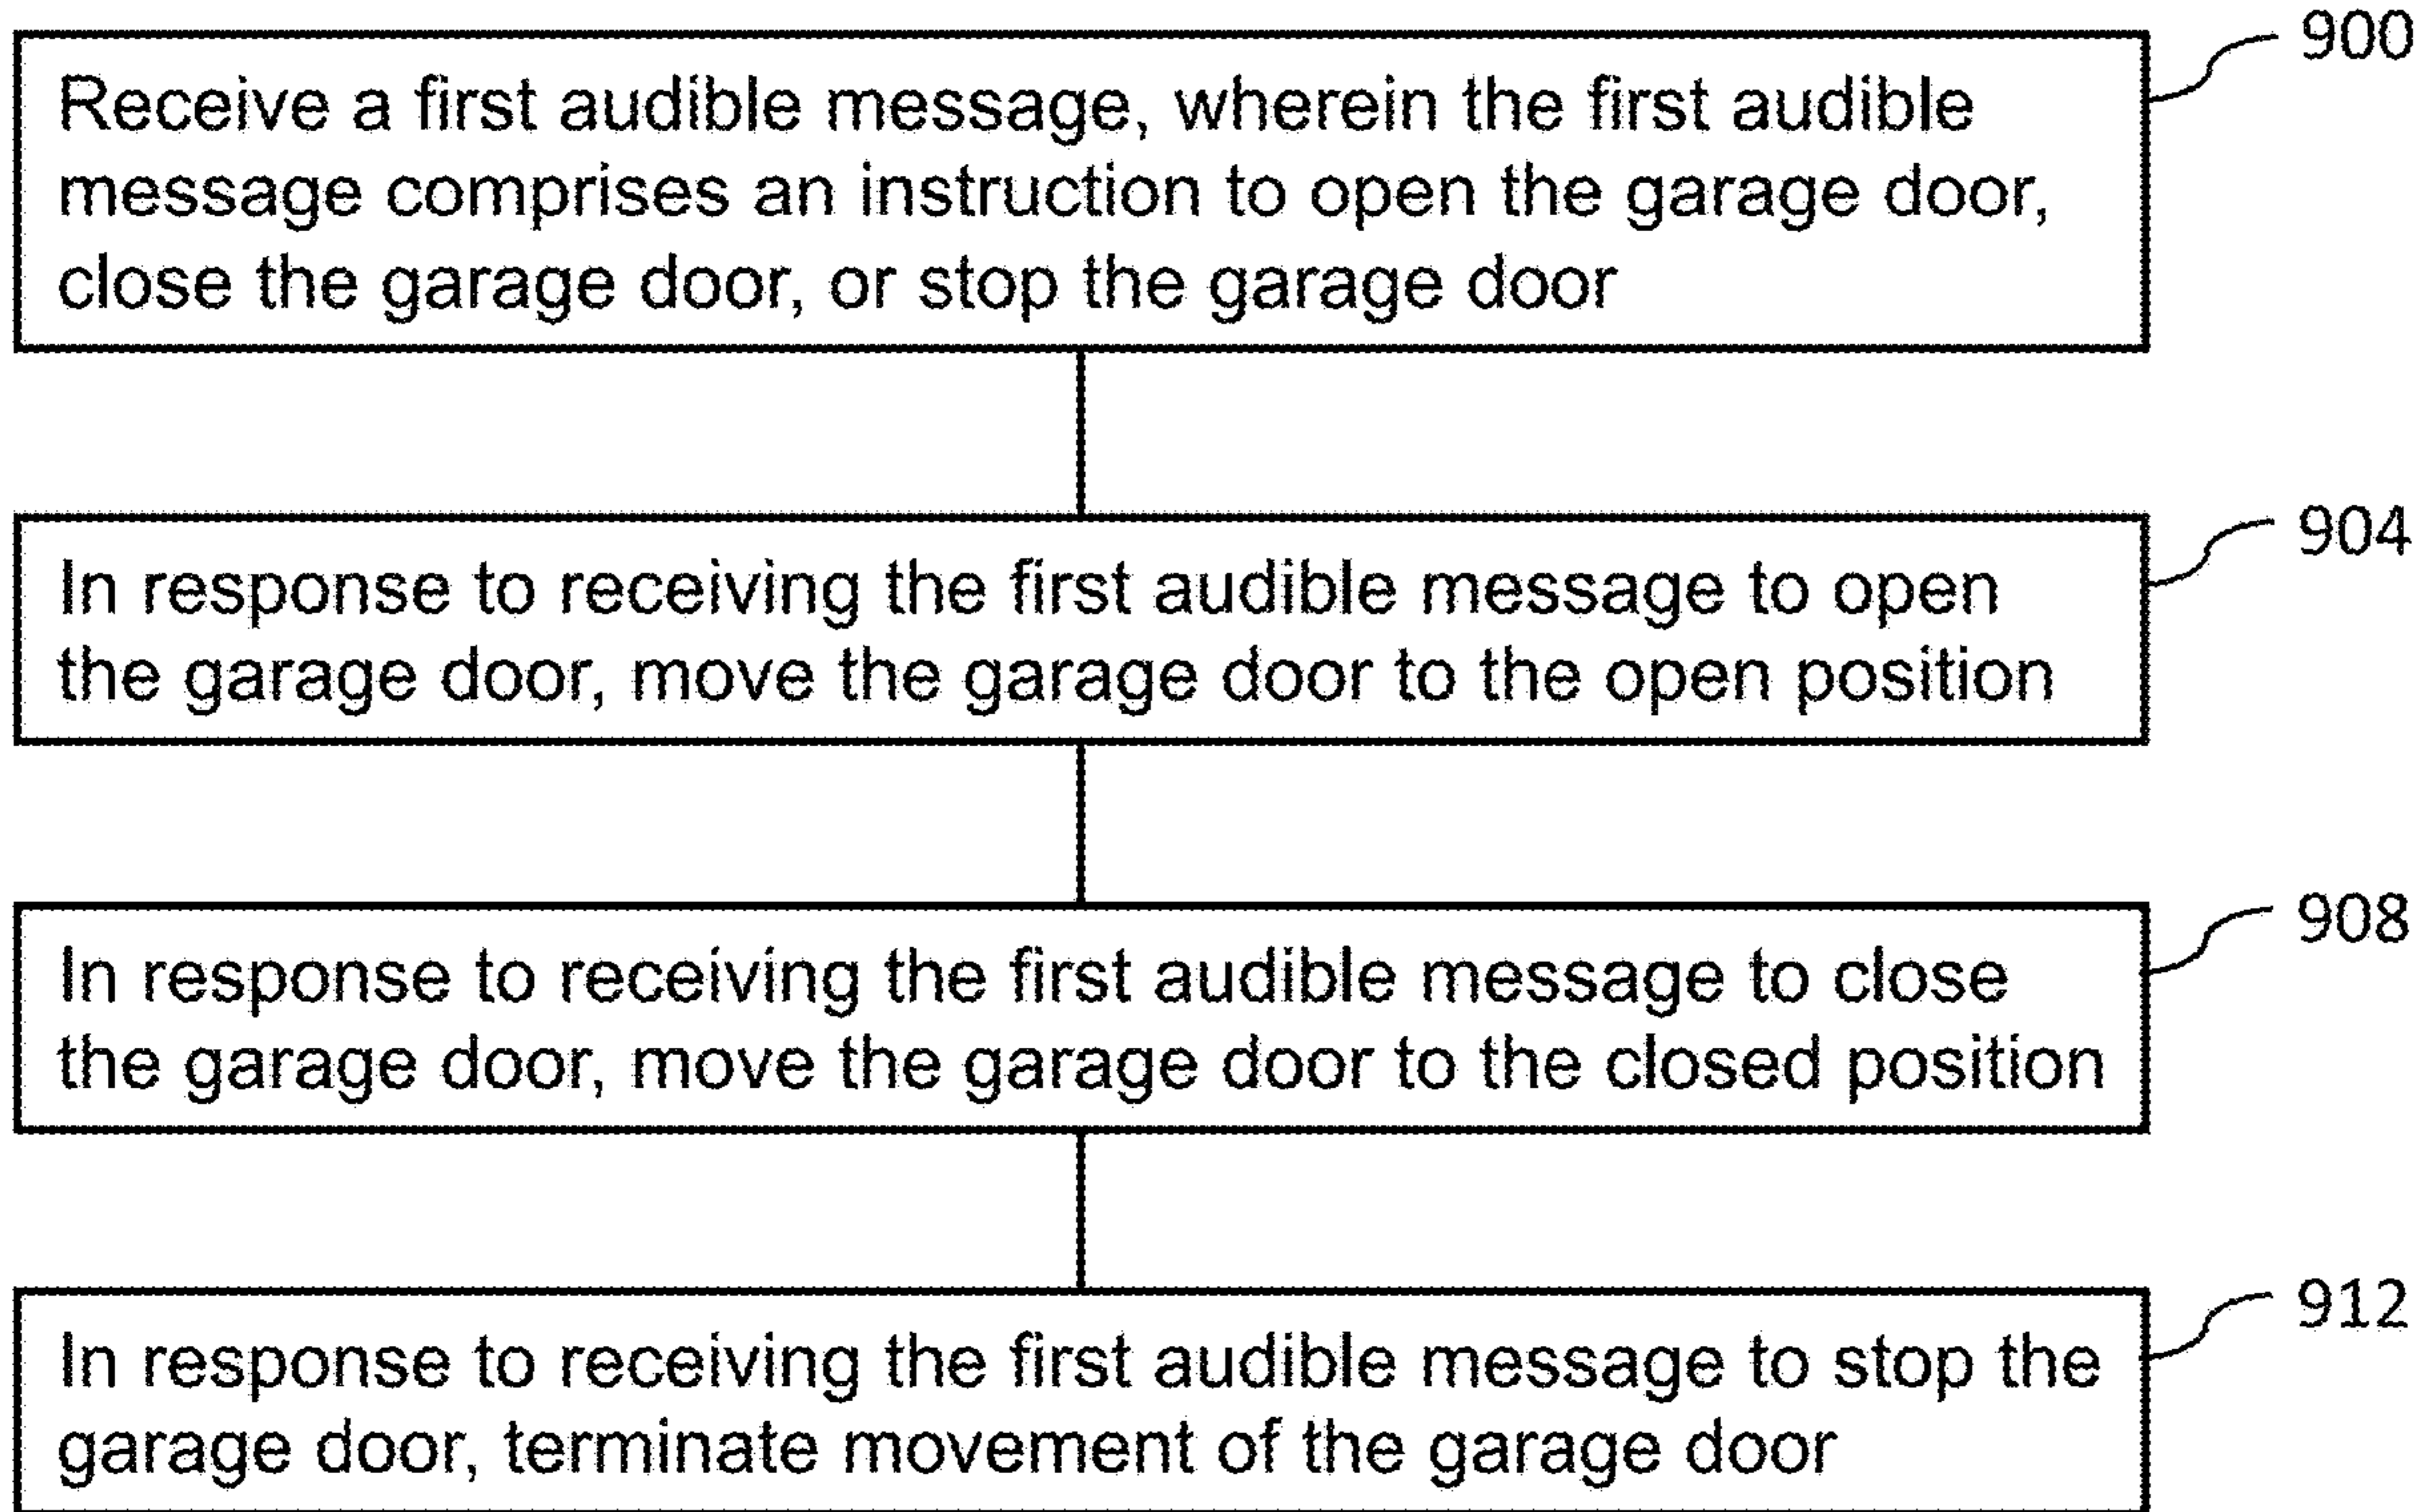 900
Receive a first audible message, wherein the first audible
message comprises an instruction to open the garage door,
close the garage door, or stop the garage door
904
In response to receiving the first audible message to open
the garage door, move the garage door to the open position
908
In response to receiving the first audible message to close
the garage door, move the garage door to the closed position
912
In response to receiving the first audible message to stop the
garage door, terminate movement of the garage door